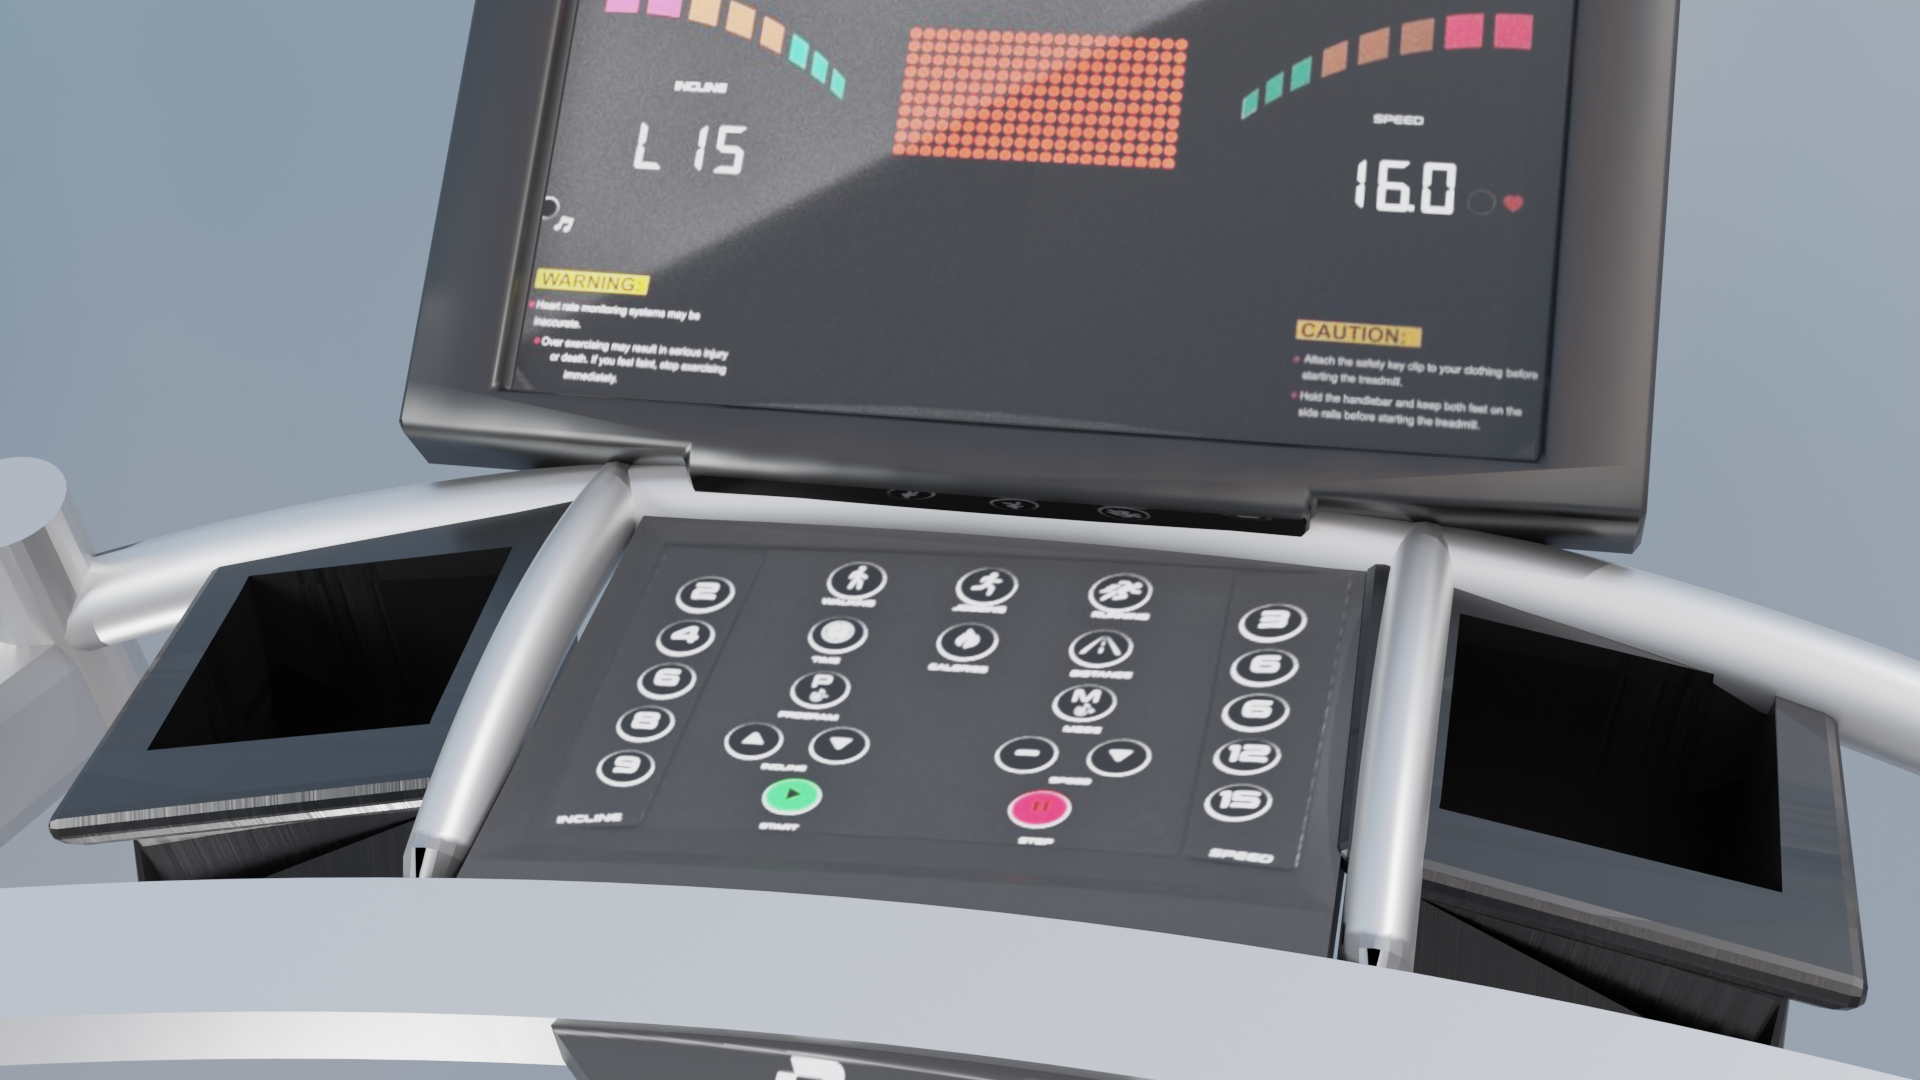 INCLINE
L 15
SPEED
16.0
WARNING:
Heart rate monitoring systems may be
inaccurate.
Over exercising may result in serious injury
or death. If you feel faint, stop exercising
immediately.
CAUTION:
Attach the safety key clip to your clothing before
starting the treadmill.
Hold the handlebar and keep both feet on the
side rails before starting the treadmill.
2
4
6
8
9
INCLINE
WALKING
JOGGING
RUNNING
TIME
CALORIES
DISTANCE
P
PROGRAM
M
MODE
INCLINE
SPEED
START
STOP
3
6
6
12
15
SPEED